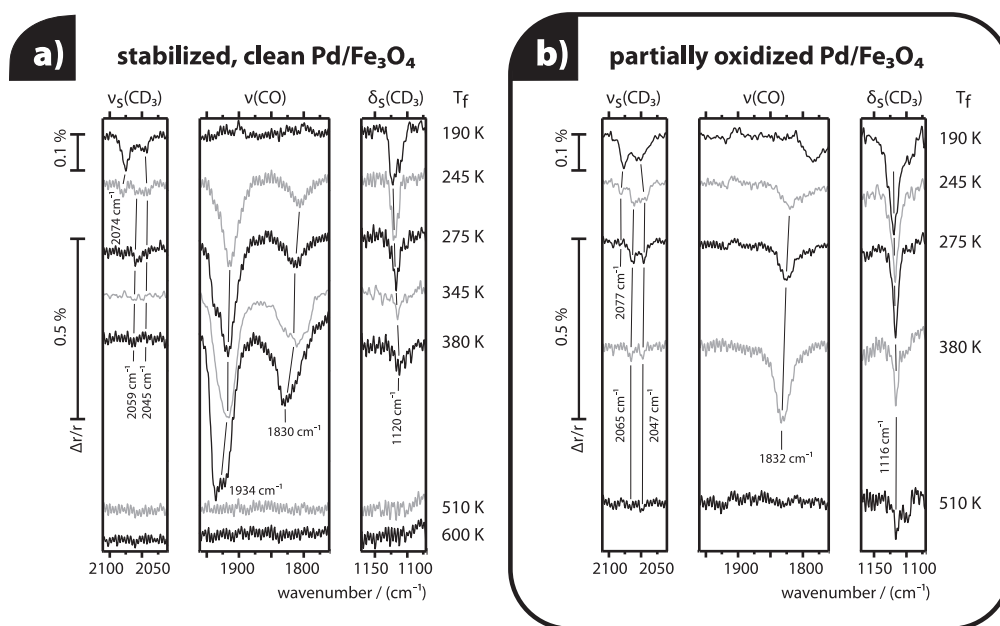 a) stabilized, clean Pd/Fe₃O₄
νₛ(CD₃) ν(CO) δₛ(CD₃) T_f
190 K
0.1 %
245 K
2074 cm⁻¹
275 K
345 K
0.5 %
380 K
2059 cm⁻¹
2045 cm⁻¹
1830 cm⁻¹
1120 cm⁻¹
Δr/r
1934 cm⁻¹
510 K
600 K
2100 2050 1900 1800 1150 1100
wavenumber / (cm⁻¹)
b) partially oxidized Pd/Fe₃O₄
νₛ(CD₃) ν(CO) δₛ(CD₃) T_f
190 K
0.1 %
245 K
275 K
2077 cm⁻¹
0.5 %
380 K
2065 cm⁻¹
2047 cm⁻¹
1832 cm⁻¹
1116 cm⁻¹
Δr/r
510 K
2100 2050 1900 1800 1150 1100
wavenumber / (cm⁻¹)